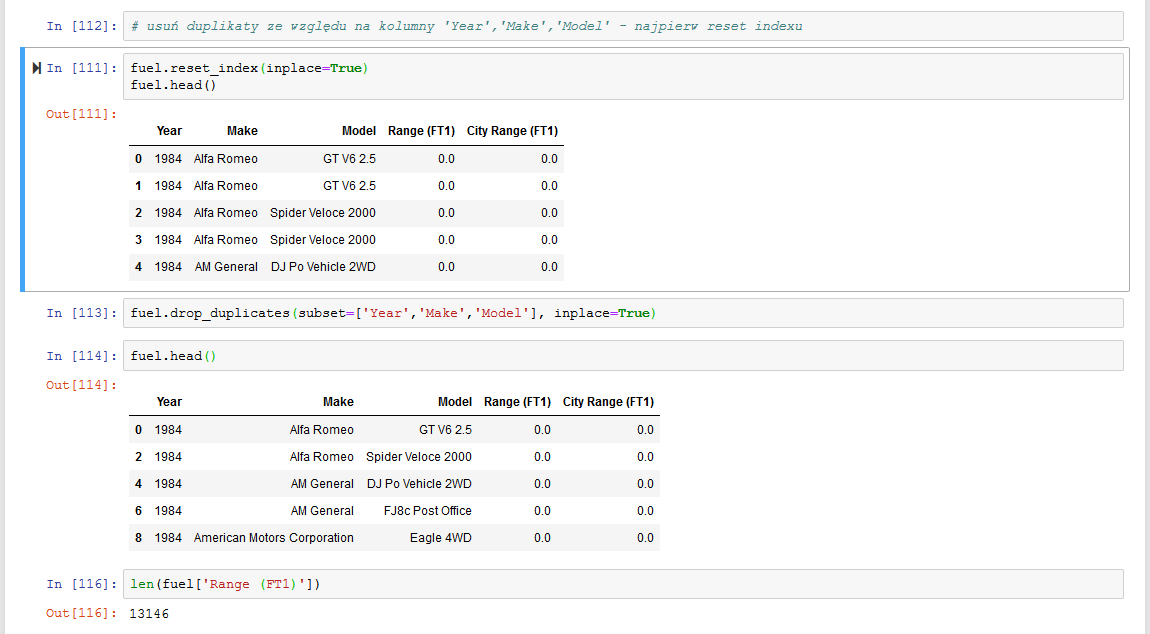 In [112]: # usuń duplikaty ze względu na kolumny 'Year','Make','Model' - najpierw reset indexu
In [111]: fuel.reset_index(inplace=True)
fuel.head()
Out[111]:
Year Make Model Range (FT1) City Range (FT1)
0 1984 Alfa Romeo GT V6 2.5 0.0 0.0
1 1984 Alfa Romeo GT V6 2.5 0.0 0.0
2 1984 Alfa Romeo Spider Veloce 2000 0.0 0.0
3 1984 Alfa Romeo Spider Veloce 2000 0.0 0.0
4 1984 AM General DJ Po Vehicle 2WD 0.0 0.0
In [113]: fuel.drop_duplicates(subset=['Year','Make','Model'], inplace=True)
In [114]: fuel.head()
Out[114]:
Year Make Model Range (FT1) City Range (FT1)
0 1984 Alfa Romeo GT V6 2.5 0.0 0.0
2 1984 Alfa Romeo Spider Veloce 2000 0.0 0.0
4 1984 AM General DJ Po Vehicle 2WD 0.0 0.0
6 1984 AM General FJ8c Post Office 0.0 0.0
8 1984 American Motors Corporation Eagle 4WD 0.0 0.0
In [116]: len(fuel['Range (FT1)'])
Out[116]: 13146